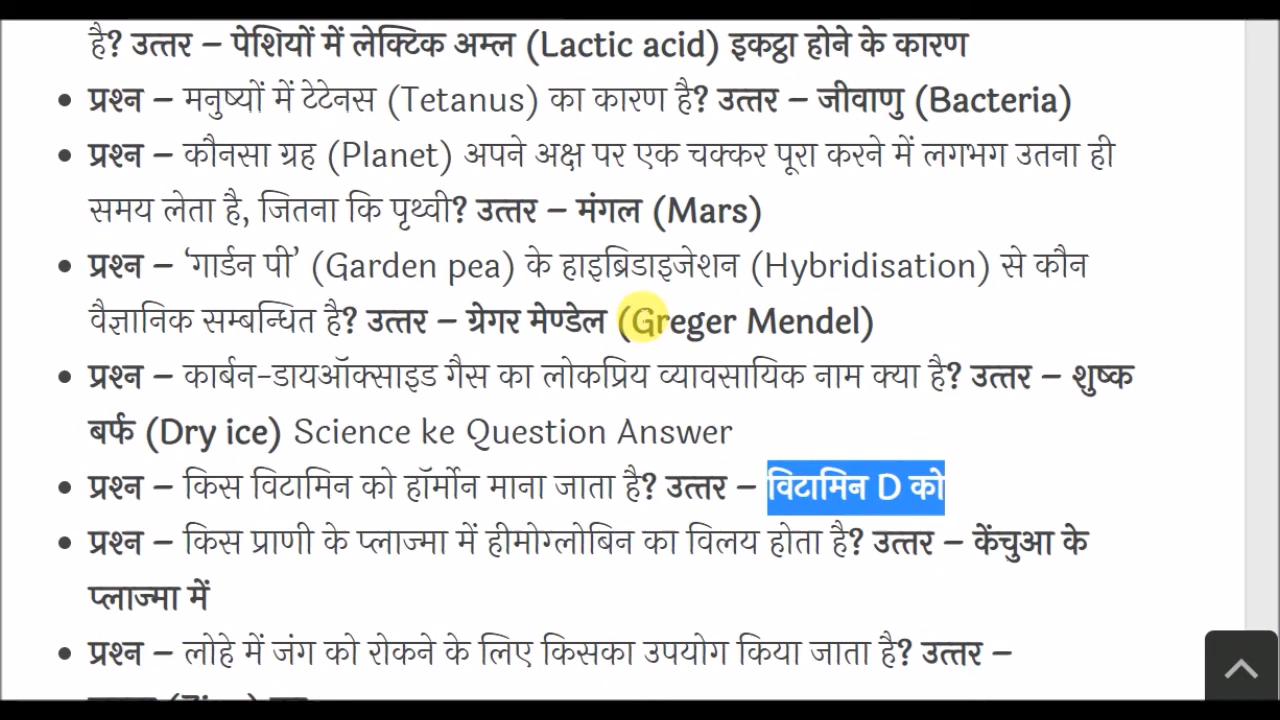 है? उत्तर – पेशियों में लेक्टिक अम्ल (Lactic acid) इकट्ठा होने के कारण
• प्रश्न – मनुष्यों में टेटेनस (Tetanus) का कारण है? उत्तर – जीवाणु (Bacteria)
• प्रश्न – कौनसा ग्रह (Planet) अपने अक्ष पर एक चक्कर पूरा करने में लगभग उतना ही
समय लेता है, जितना कि पृथ्वी? उत्तर – मंगल (Mars)
• प्रश्न – ‘गार्डन पी’ (Garden pea) के हाइब्रिडाइजेशन (Hybridisation) से कौन
वैज्ञानिक सम्बन्धित है? उत्तर – ग्रेगर मेण्डेल (Greger Mendel)
• प्रश्न – कार्बन-डायऑक्साइड गैस का लोकप्रिय व्यावसायिक नाम क्या है? उत्तर – शुष्क
बर्फ (Dry ice) Science ke Question Answer
• प्रश्न – किस विटामिन को हॉर्मोन माना जाता है? उत्तर – विटामिन D को
• प्रश्न – किस प्राणी के प्लाज्मा में हीमोग्लोबिन का विलय होता है? उत्तर – केंचुआ के
प्लाज्मा में
• प्रश्न – लोहे में जंग को रोकने के लिए किसका उपयोग किया जाता है? उत्तर –